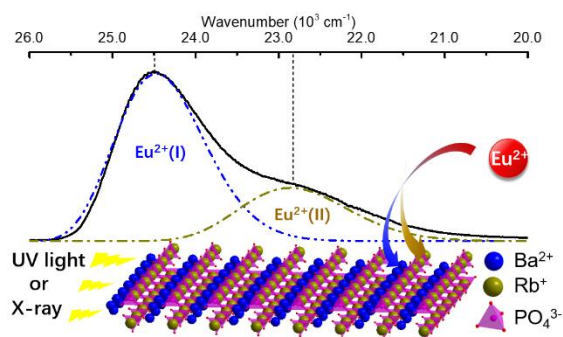 Wavenumber (10³ cm⁻¹)
26.0 25.0 24.0 23.0 22.0 21.0 20.0
Eu²⁺(I)
Eu²⁺(II)
Eu²⁺
UV light
or
X-ray
Ba²⁺
Rb⁺
PO₄³⁻